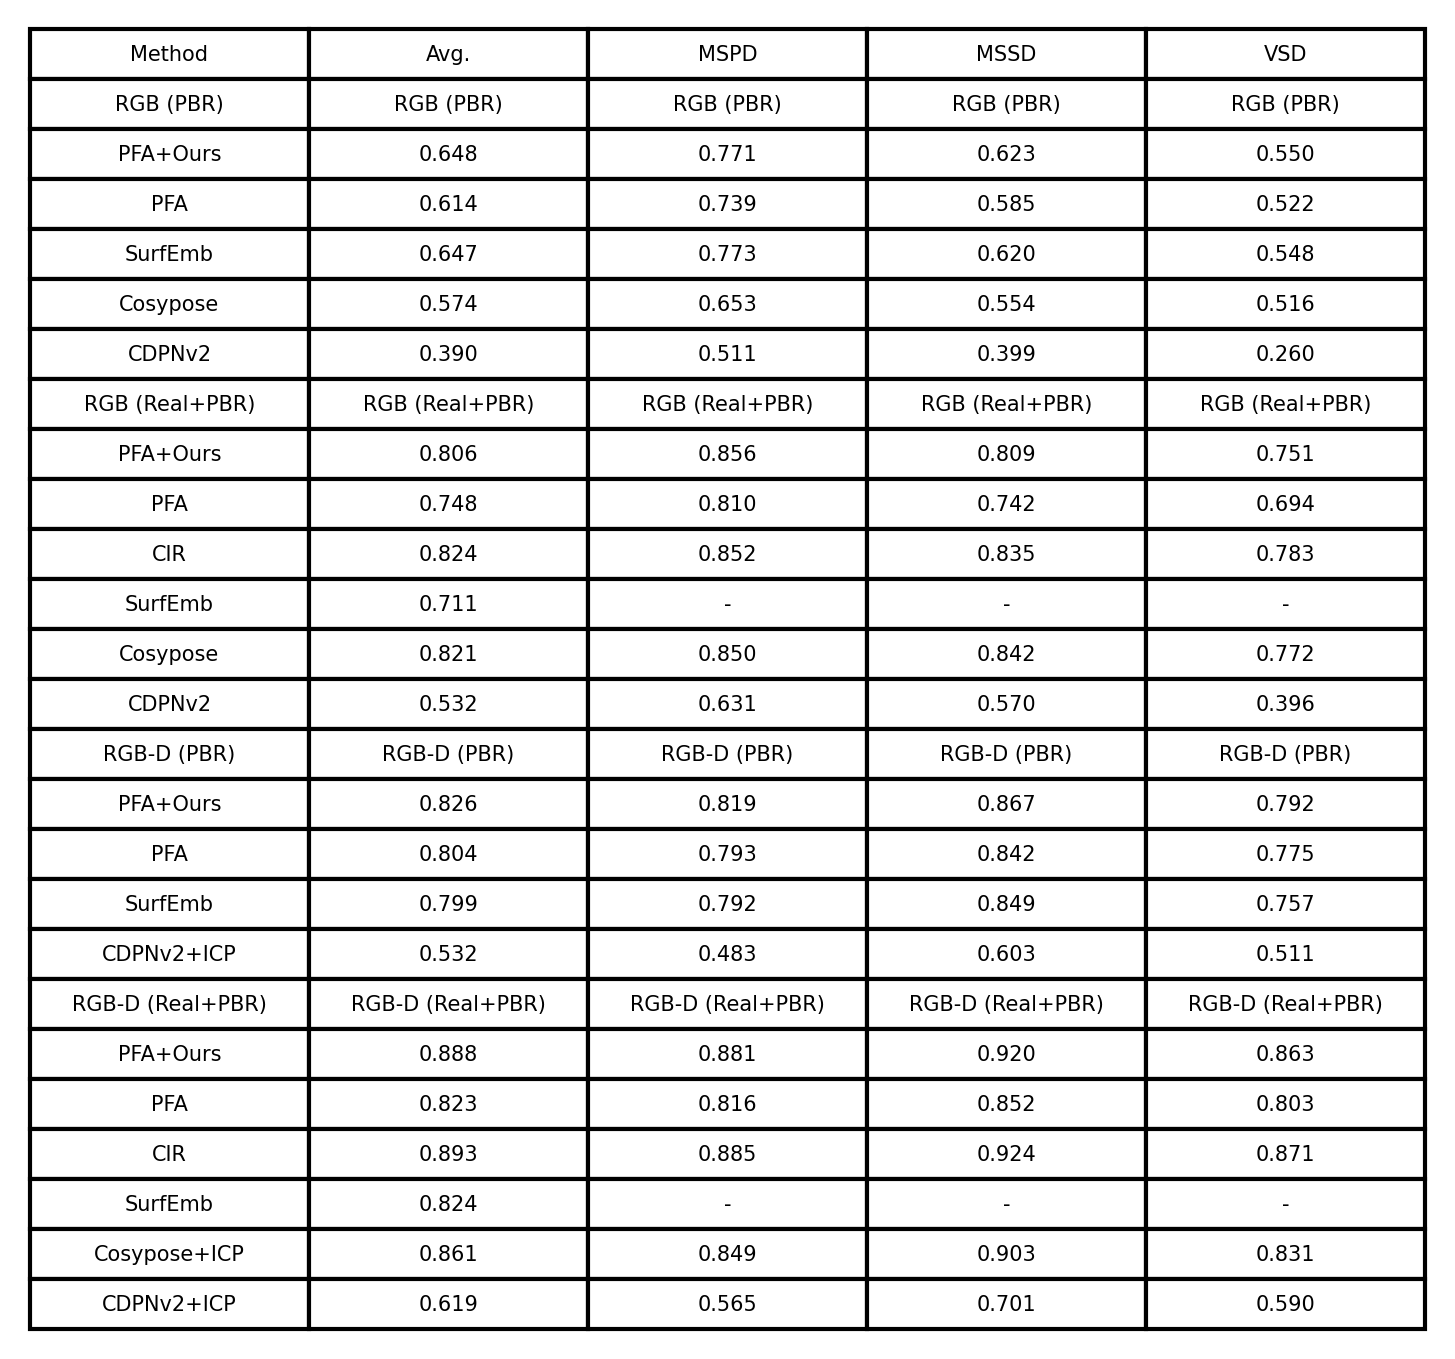 Method Avg. MSPD MSSD VSD
RGB (PBR) RGB (PBR) RGB (PBR) RGB (PBR) RGB (PBR)
PFA+Ours 0.648 0.771 0.623 0.550
PFA 0.614 0.739 0.585 0.522
SurfEmb 0.647 0.773 0.620 0.548
Cosypose 0.574 0.653 0.554 0.516
CDPNv2 0.390 0.511 0.399 0.260
RGB (Real+PBR) RGB (Real+PBR) RGB (Real+PBR) RGB (Real+PBR) RGB (Real+PBR)
PFA+Ours 0.806 0.856 0.809 0.751
PFA 0.748 0.810 0.742 0.694
CIR 0.824 0.852 0.835 0.783
SurfEmb 0.711 - - -
Cosypose 0.821 0.850 0.842 0.772
CDPNv2 0.532 0.631 0.570 0.396
RGB-D (PBR) RGB-D (PBR) RGB-D (PBR) RGB-D (PBR) RGB-D (PBR)
PFA+Ours 0.826 0.819 0.867 0.792
PFA 0.804 0.793 0.842 0.775
SurfEmb 0.799 0.792 0.849 0.757
CDPNv2+ICP 0.532 0.483 0.603 0.511
RGB-D (Real+PBR) RGB-D (Real+PBR) RGB-D (Real+PBR) RGB-D (Real+PBR) RGB-D (Real+PBR)
PFA+Ours 0.888 0.881 0.920 0.863
PFA 0.823 0.816 0.852 0.803
CIR 0.893 0.885 0.924 0.871
SurfEmb 0.824 - - -
Cosypose+ICP 0.861 0.849 0.903 0.831
CDPNv2+ICP 0.619 0.565 0.701 0.590